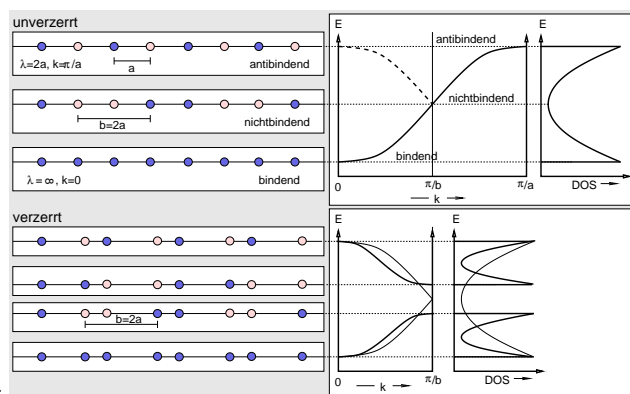 unverzerrt
λ=2a, k=π/a
a
antibindend
b=2a
nichtbindend
λ = ∞, k=0
bindend
E
E
antibindend
nichtbindend
bindend
0
π/b
π/a
k
DOS
verzerrt
b=2a
E
E
0
π/b
k
DOS